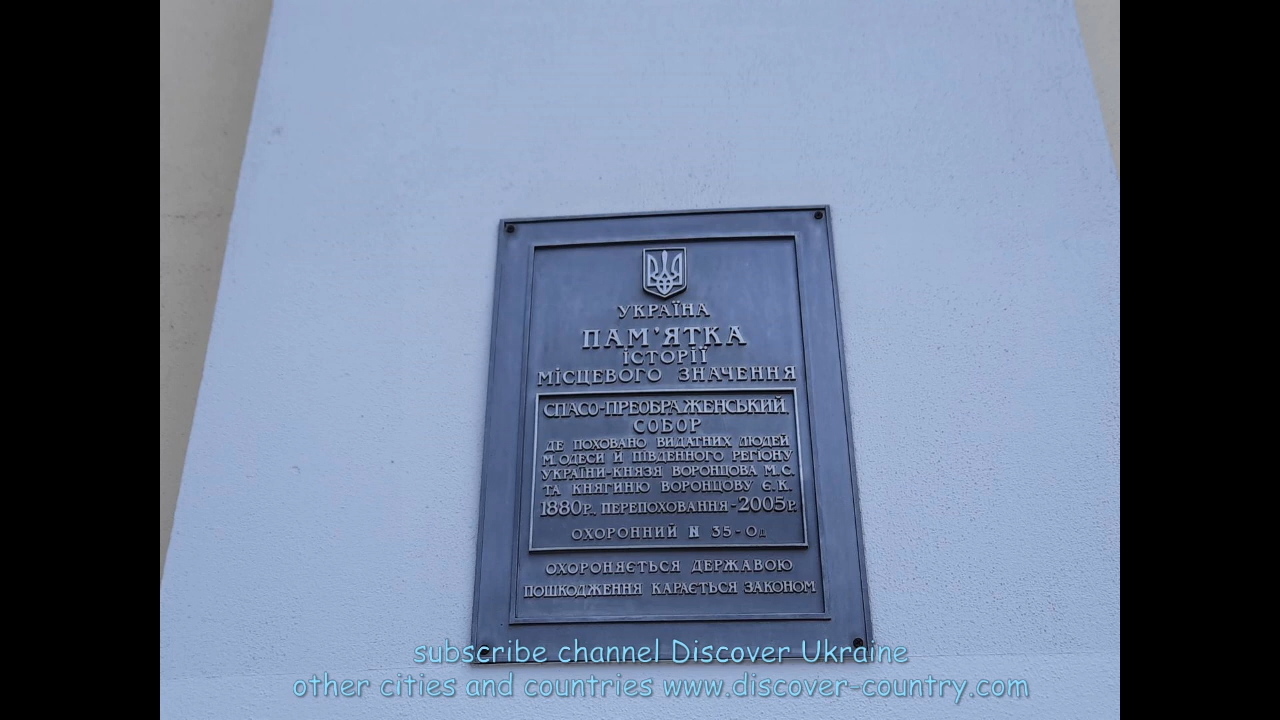 УКРАЇНА
ПАМ'ЯТКА
ІСТОРІЇ
МІСЦЕВОГО ЗНАЧЕННЯ
СПАСО-ПРЕОБРАЖЕНСЬКИЙ
СОБОР
ДЕ ПОХОВАНО ВИДАТНИХ ЛЮДЕЙ
М. ОДЕСИ Й ПІВДЕННОГО РЕГІОНУ
УКРАЇНИ-КНЯЗЯ ВОРОНЦОВА М.С.
ТА КНЯГИНЮ ВОРОНЦОВУ Є.К.
1880р., ПЕРЕПОХОВАННЯ-2005р.
ОХОРОННИЙ N 35-Од
ОХОРОНЯЄТЬСЯ ДЕРЖАВОЮ
ПОШКОДЖЕННЯ КАРАЄТЬСЯ ЗАКОНОМ
subscribe channel Discover Ukraine
other cities and countries www.discover-country.com